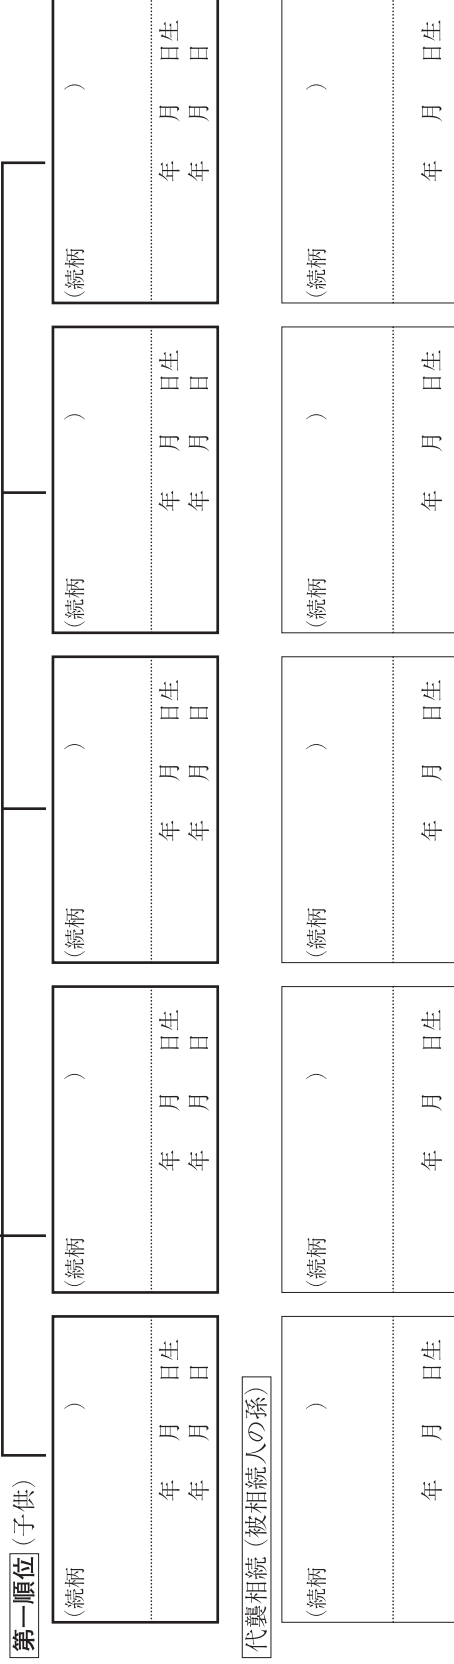 第一順位 (子供)
(続柄　　　)
年　月　日生
年　月　日
(続柄　　　)
年　月　日生
年　月　日
(続柄　　　)
年　月　日生
年　月　日
(続柄　　　)
年　月　日生
年　月　日
(続柄　　　)
年　月　日生
年　月　日
代襲相続 (被相続人の孫)
(続柄　　　)
年　月　日生
(続柄　　　)
年　月　日生
(続柄　　　)
年　月　日生
(続柄　　　)
年　月　日生
(続柄　　　)
年　月　日生